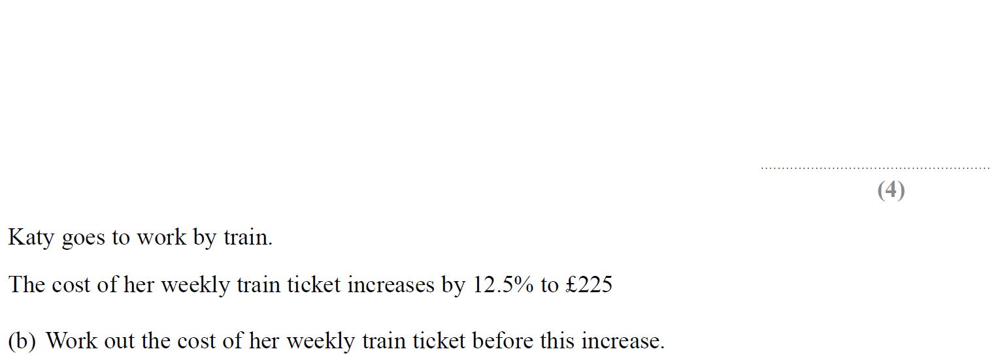 ......................................................
(4)
Katy goes to work by train.
The cost of her weekly train ticket increases by 12.5% to £225
(b) Work out the cost of her weekly train ticket before this increase.